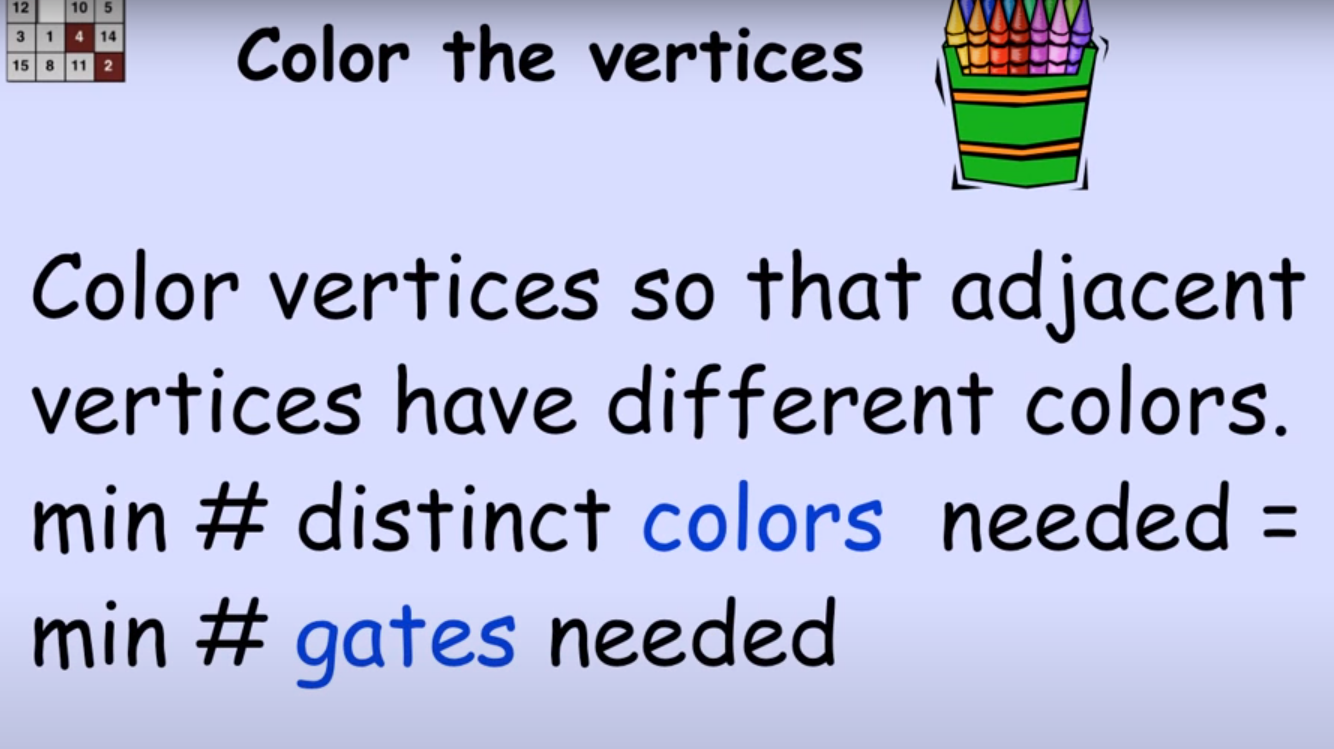 12 10 5
3 1 4 14
15 8 11 2
Color the vertices
Color vertices so that adjacent
vertices have different colors.
min # distinct colors needed =
min # gates needed